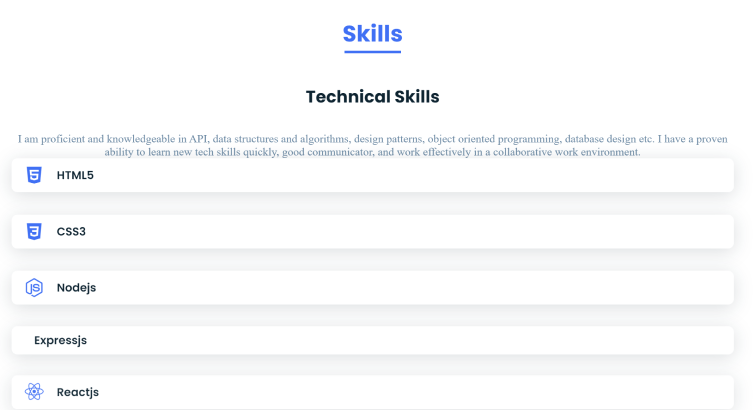 Skills
Technical Skills
I am proficient and knowledgeable in API, data structures and algorithms, design patterns, object oriented programming, database design etc. I have a proven
ability to learn new tech skills quickly, good communicator, and work effectively in a collaborative work environment.
HTML5
CSS3
Nodejs
Expressjs
Reactjs